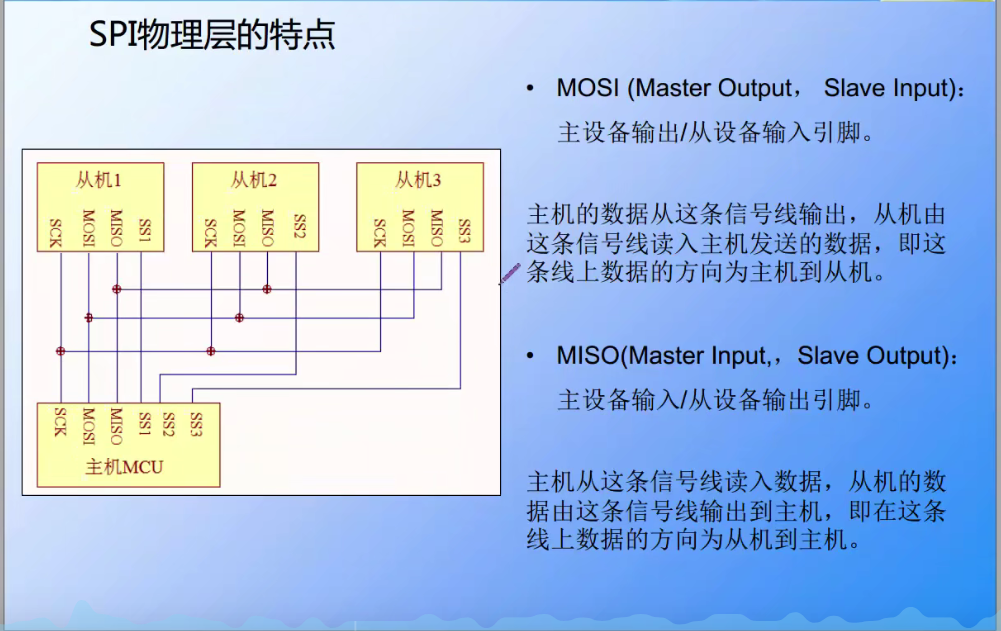 SPI物理层的特点
• MOSI (Master Output， Slave Input)：
主设备输出/从设备输入引脚。
主机的数据从这条信号线输出，从机由
这条信号线读入主机发送的数据，即这
条线上数据的方向为主机到从机。
• MISO(Master Input,，Slave Output)：
主设备输入/从设备输出引脚。
主机从这条信号线读入数据，从机的数
据由这条信号线输出到主机，即在这条
线上数据的方向为从机到主机。
从机1
SCK
MOSI
MISO
SS1
从机2
SCK
MOSI
MISO
SS2
从机3
SCK
MOSI
MISO
SS3
SCK
MOSI
MISO
SS1
SS2
SS3
主机MCU